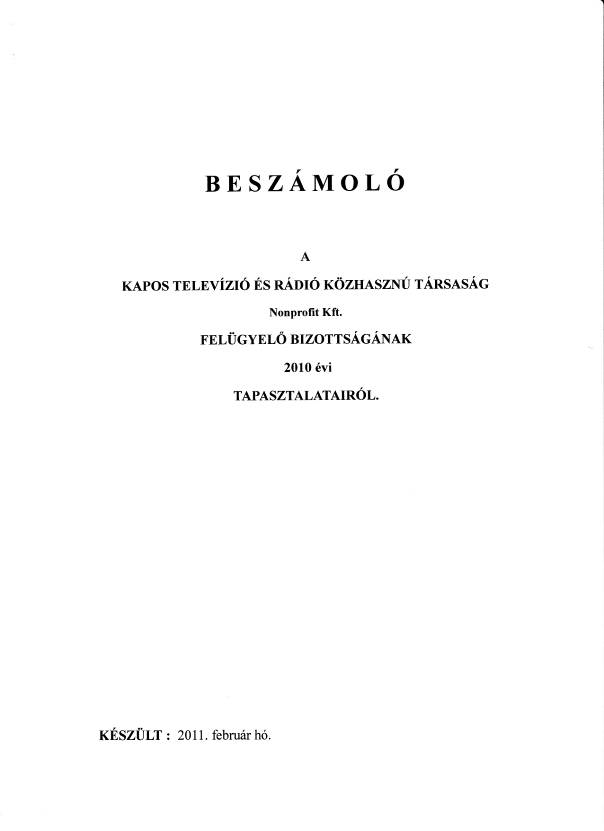 BESZÁMOLÓ
A
KAPOS TELEVÍZIÓ ÉS RÁDIÓ KÖZHASZNÚ TÁRSASÁG
Nonprofit Kft.
FELÜGYELŐ BIZOTTSÁGÁNAK
2010 évi
TAPASZTALATAIRÓL.
KÉSZÜLT : 2011. február hó.